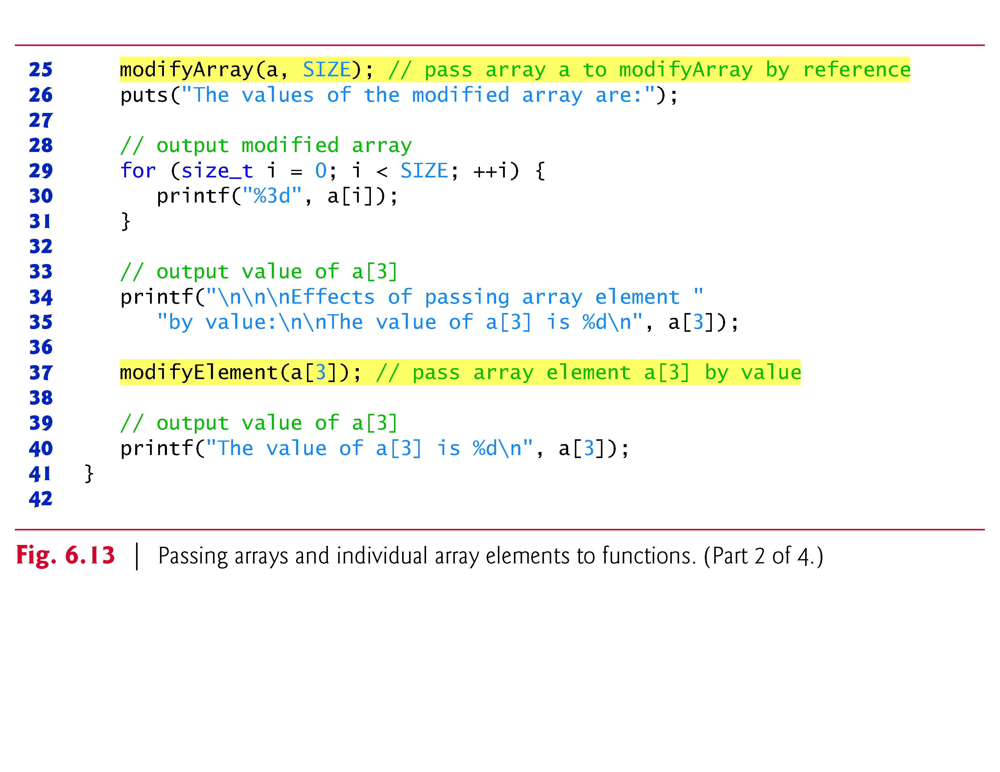 25 modifyArray(a, SIZE); // pass array a to modifyArray by reference
26 puts("The values of the modified array are:");
27
28 // output modified array
29 for (size_t i = 0; i < SIZE; ++i) {
30 printf("%3d", a[i]);
31 }
32
33 // output value of a[3]
34 printf("\n\n\nEffects of passing array element "
35 "by value:\n\nThe value of a[3] is %d\n", a[3]);
36
37 modifyElement(a[3]); // pass array element a[3] by value
38
39 // output value of a[3]
40 printf("The value of a[3] is %d\n", a[3]);
41 }
42
Fig. 6.13 | Passing arrays and individual array elements to functions. (Part 2 of 4.)